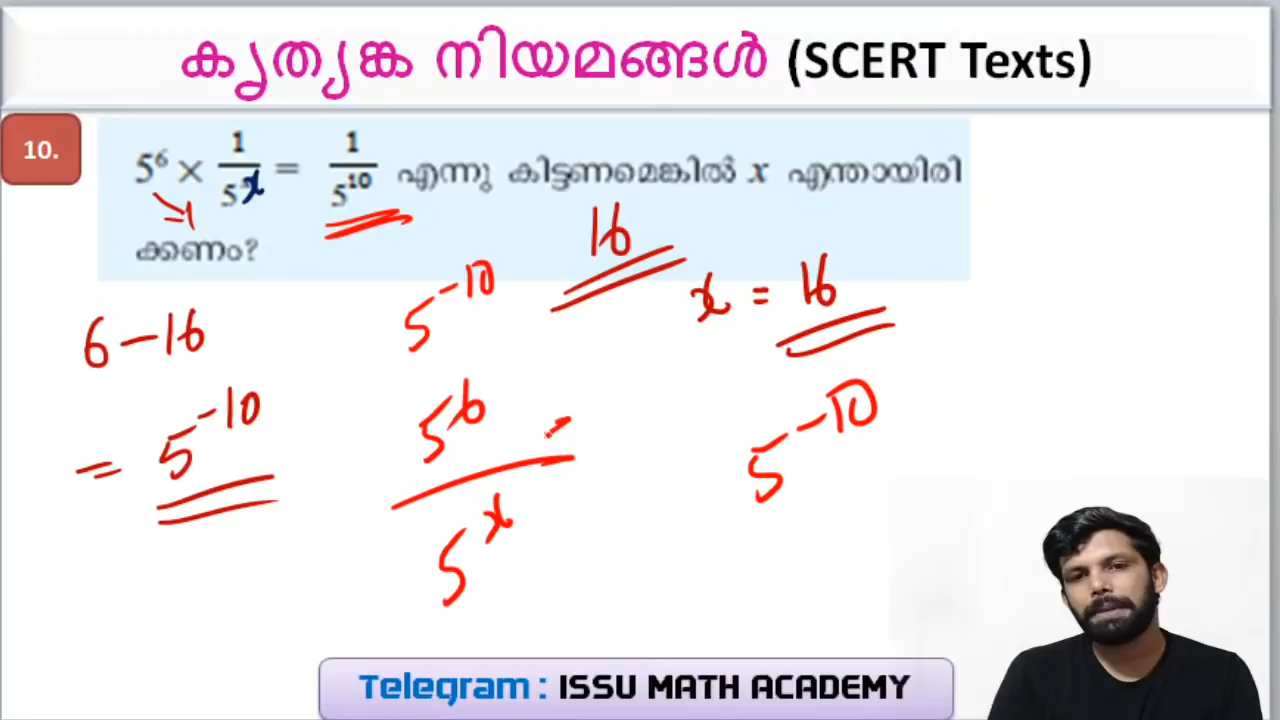 കൃത്യങ്ക നിയമങ്ങൾ (SCERT Texts)
10.
5⁶ × 1/5ˣ = 1/5¹⁰ എന്നു കിട്ടണമെങ്കിൽ x എന്തായിരി
ക്കണം?
16
5⁻¹⁰
x = 16
6-16
= 5⁻¹⁰
5⁶/5ˣ
5⁻¹⁰
Telegram : ISSU MATH ACADEMY